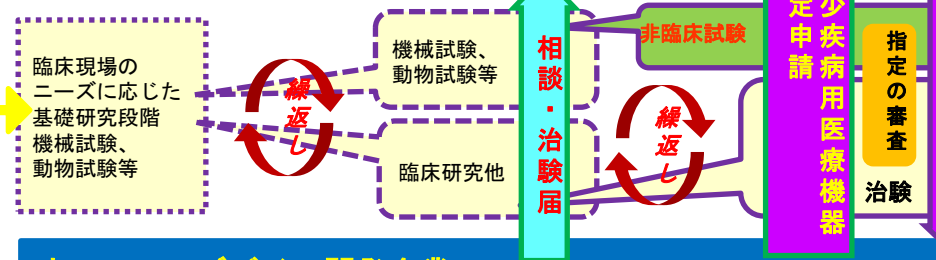 臨床現場の
ニーズに応じた
基礎研究段階
機械試験、
動物試験等
繰返し
機械試験、
動物試験等
臨床研究他
相談・治験届
非臨床試験
繰返し
少疾病用医療機器
定申請
指定の審査
治験